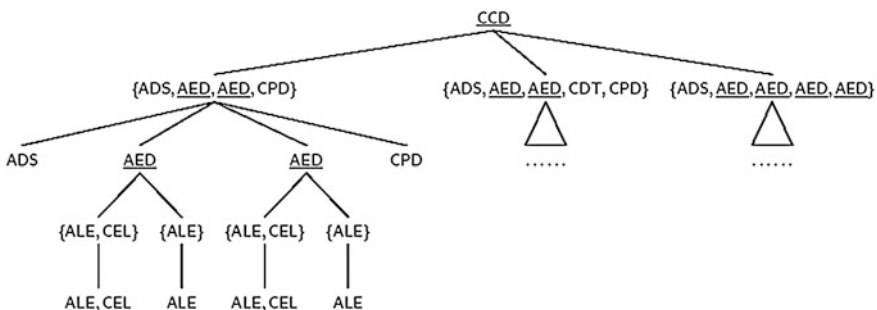 CCD
{ADS, AED, AED, CPD} {ADS, AED, AED, CDT, CPD} {ADS, AED, AED, AED, AED}
ADS AED AED CPD ...... ......
{ALE, CEL} {ALE} {ALE, CEL} {ALE}
ALE, CEL ALE ALE, CEL ALE